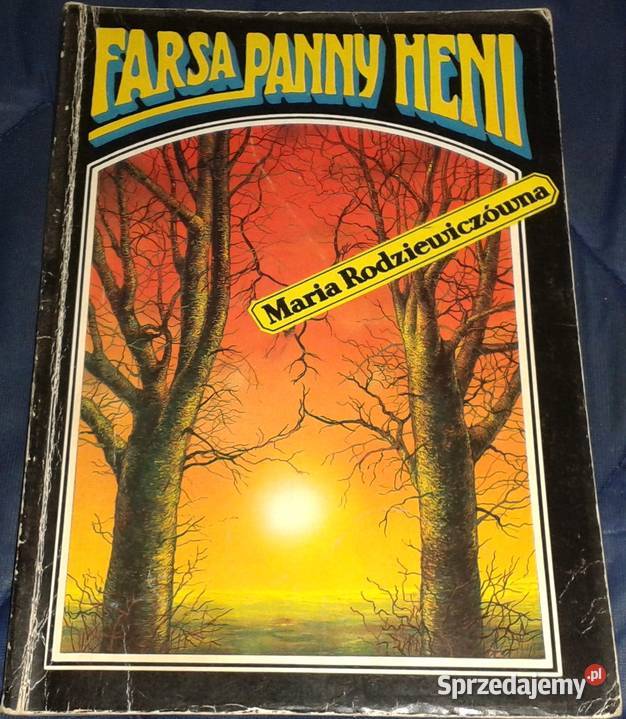 FARSA PANNY HENI
Maria Rodziewiczówna
Sprzedajemy.pl